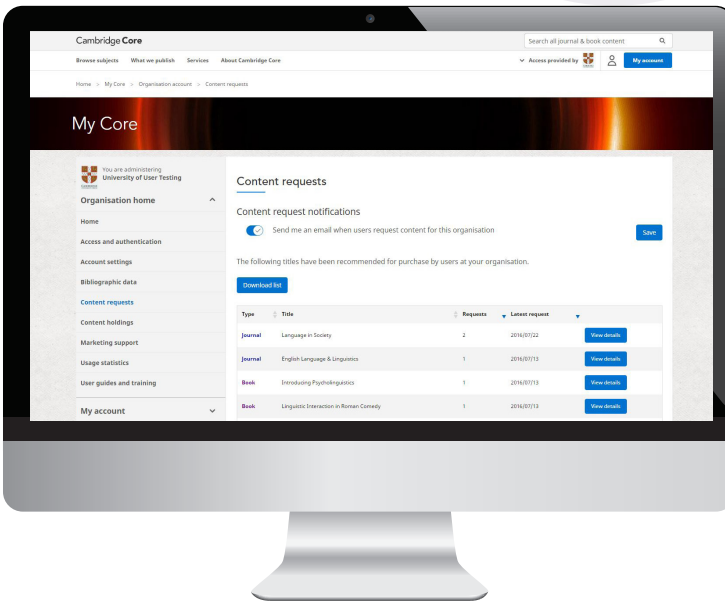 Cambridge Core
Search all journal & book content
Browse subjects What we publish Services About Cambridge Core
Access provided by
My account
Home > My Core > Organisation account > Content requests
My Core
You are administering
University of User Testing
Organisation home
Home
Access and authentication
Account settings
Bibliographic data
Content requests
Content holdings
Marketing support
Usage statistics
User guides and training
My account
Content requests
Content request notifications
Send me an email when users request content for this organisation
Save
The following titles have been recommended for purchase by users at your organisation.
Download list
Type Title Requests Latest request
Journal Language in Society 2 2016/07/22 View details
Journal English Language & Linguistics 1 2016/07/13 View details
Book Introducing Psycholinguistics 1 2016/07/13 View details
Book Linguistic Interaction in Roman Comedy 1 2016/07/13 View details